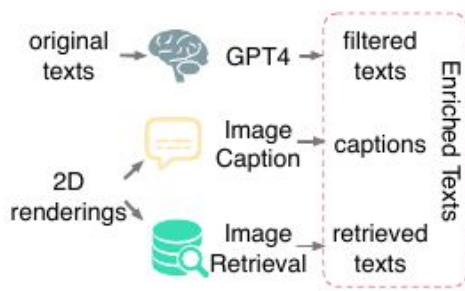 original
texts
GPT4
filtered
texts
Image
Caption
captions
2D
renderings
Image
Retrieval
retrieved
texts
Enriched Texts